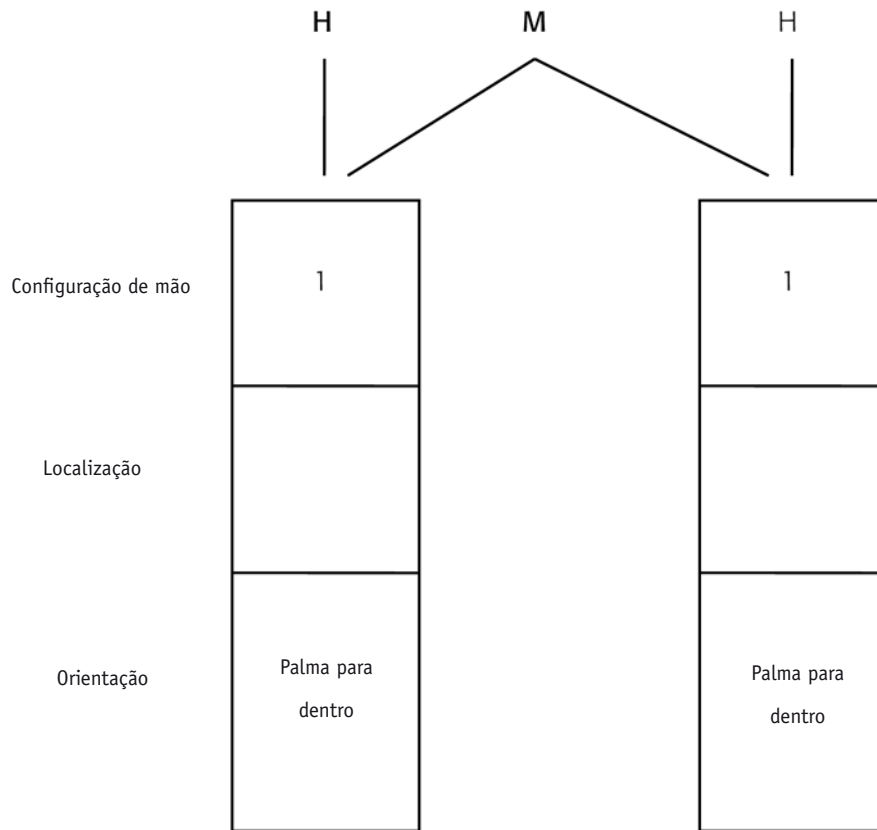 H M H
Configuração de mão 1 1
Localização
Orientação
Palma para
dentro
Palma para
dentro